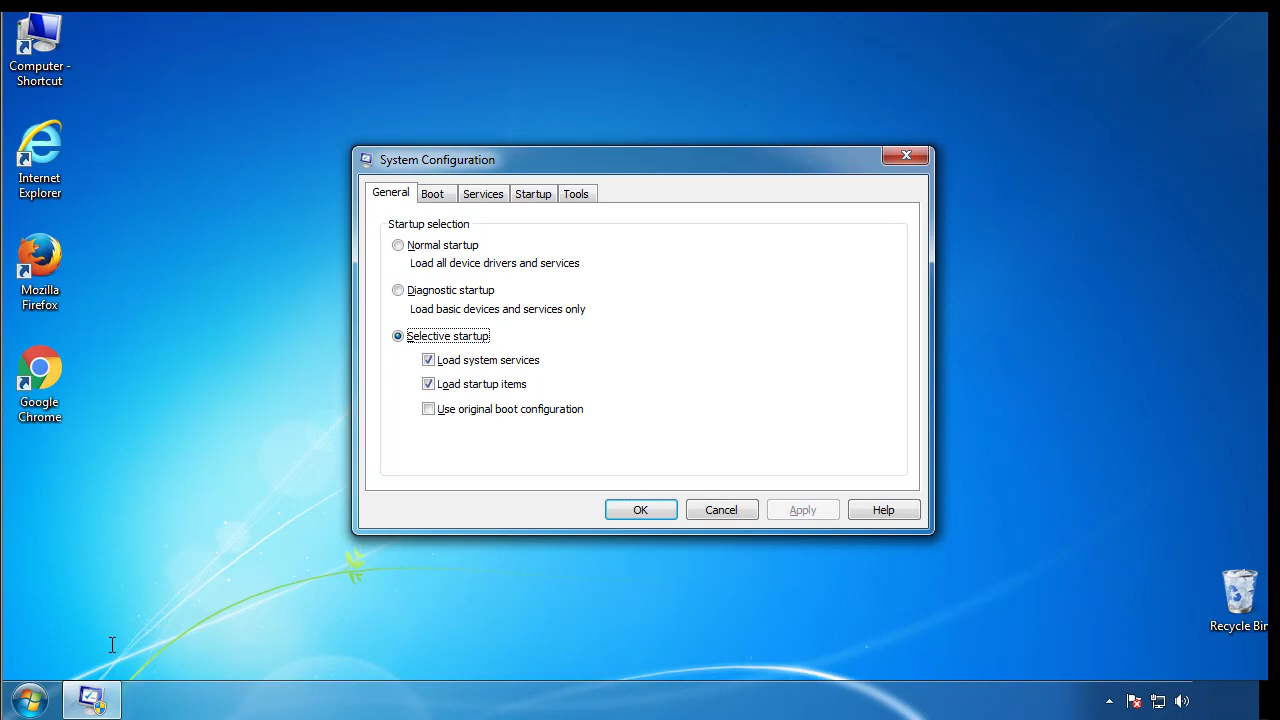 Computer -
Shortcut
Internet
Explorer
Mozilla
Firefox
Google
Chrome
System Configuration
General Boot Services Startup Tools
Startup selection
Normal startup
Load all device drivers and services
Diagnostic startup
Load basic devices and services only
Selective startup
Load system services
Load startup items
Use original boot configuration
OK Cancel Apply Help
Recycle Bin